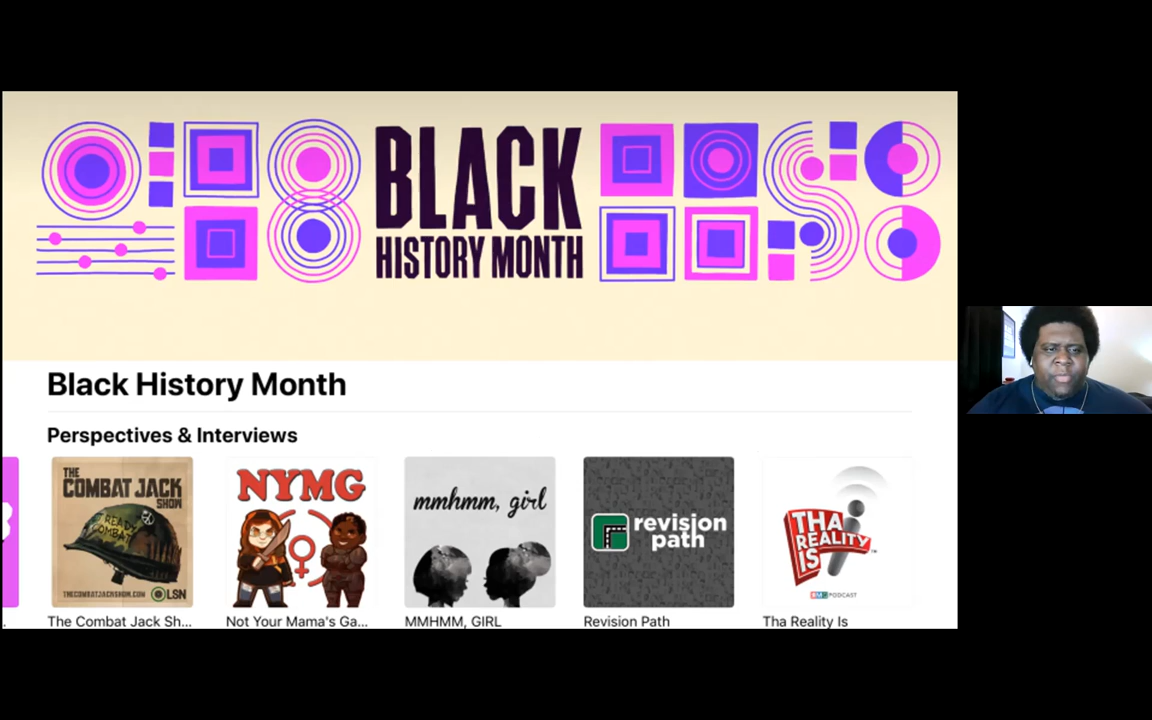 BLACK
HISTORY MONTH
Black History Month
Perspectives & Interviews
THE
COMBAT JACK
SHOW
READY
COMBAT
THECOMBATJACKSHOW.COM
LSN
NYMG
mmhmm, girl
revision
path
THA
REALITY
IS
TM
PODCAST
The Combat Jack Sh...
Not Your Mama's Ga...
MMHMM, GIRL
Revision Path
Tha Reality Is